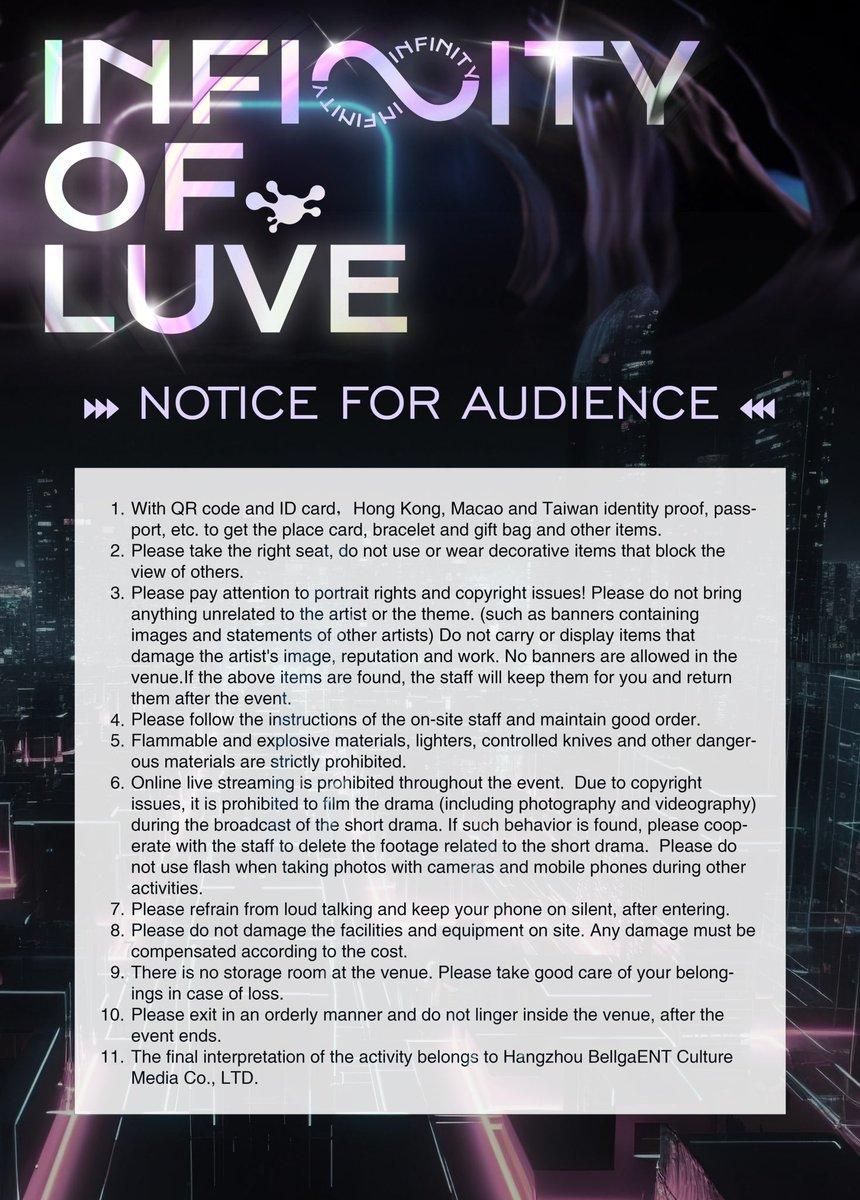 INFINITY
INFINITY
INFINITY
INFINITY
OF
LUVE
NOTICE FOR AUDIENCE
1. With QR code and ID card, Hong Kong, Macao and Taiwan identity proof, pass-
port, etc. to get the place card, bracelet and gift bag and other items.
2. Please take the right seat, do not use or wear decorative items that block the
view of others.
3. Please pay attention to portrait rights and copyright issues! Please do not bring
anything unrelated to the artist or the theme. (such as banners containing
images and statements of other artists) Do not carry or display items that
damage the artist's image, reputation and work. No banners are allowed in the
venue.If the above items are found, the staff will keep them for you and return
them after the event.
4. Please follow the instructions of the on-site staff and maintain good order.
5. Flammable and explosive materials, lighters, controlled knives and other danger-
ous materials are strictly prohibited.
6. Online live streaming is prohibited throughout the event.  Due to copyright
issues, it is prohibited to film the drama (including photography and videography)
during the broadcast of the short drama. If such behavior is found, please coop-
erate with the staff to delete the footage related to the short drama.  Please do
not use flash when taking photos with cameras and mobile phones during other
activities.
7. Please refrain from loud talking and keep your phone on silent, after entering.
8. Please do not damage the facilities and equipment on site. Any damage must be
compensated according to the cost.
9. There is no storage room at the venue. Please take good care of your belong-
ings in case of loss.
10. Please exit in an orderly manner and do not linger inside the venue, after the
event ends.
11. The final interpretation of the activity belongs to Hangzhou BellgaENT Culture
Media Co., LTD.